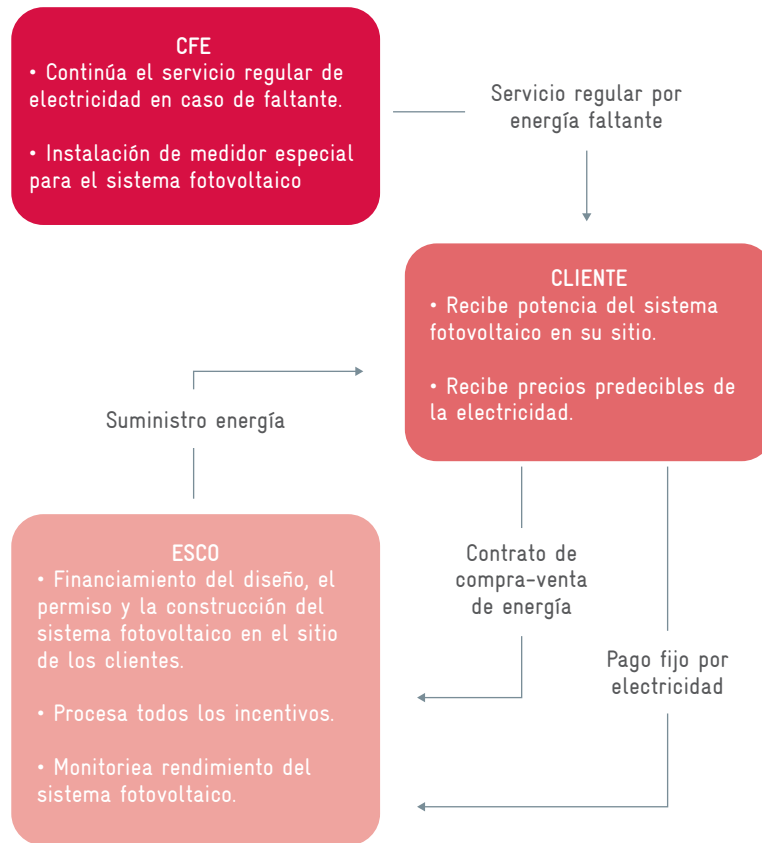 CFE
• Continúa el servicio regular de
electricidad en caso de faltante.
• Instalación de medidor especial
para el sistema fotovoltaico
Servicio regular por
energía faltante
CLIENTE
• Recibe potencia del sistema
fotovoltaico en su sitio.
• Recibe precios predecibles de
la electricidad.
Suministro energía
ESCO
• Financiamiento del diseño, el
permiso y la construcción del
sistema fotovoltaico en el sitio
de los clientes.
• Procesa todos los incentivos.
• Monitoriea rendimiento del
sistema fotovoltaico.
Contrato de
compra-venta
de energía
Pago fijo por
electricidad